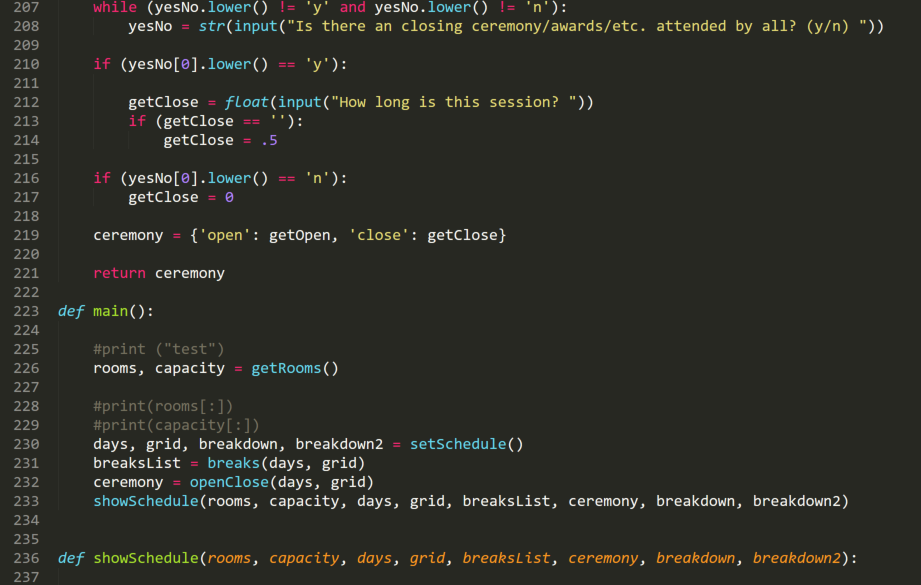 207 while (yesNo.lower() != 'y' and yesNo.lower() != 'n'):
208 yesNo = str(input("Is there an closing ceremony/awards/etc. attended by all? (y/n) "))
209
210 if (yesNo[0].lower() == 'y'):
211
212 getClose = float(input("How long is this session? "))
213 if (getClose == ''):
214 getClose = .5
215
216 if (yesNo[0].lower() == 'n'):
217 getClose = 0
218
219 ceremony = {'open': getOpen, 'close': getClose}
220
221 return ceremony
222
223 def main():
224
225 #print ("test")
226 rooms, capacity = getRooms()
227
228 #print(rooms[:])
229 #print(capacity[:])
230 days, grid, breakdown, breakdown2 = setSchedule()
231 breaksList = breaks(days, grid)
232 ceremony = openClose(days, grid)
233 showSchedule(rooms, capacity, days, grid, breaksList, ceremony, breakdown, breakdown2)
234
235
236 def showSchedule(rooms, capacity, days, grid, breaksList, ceremony, breakdown, breakdown2):
237